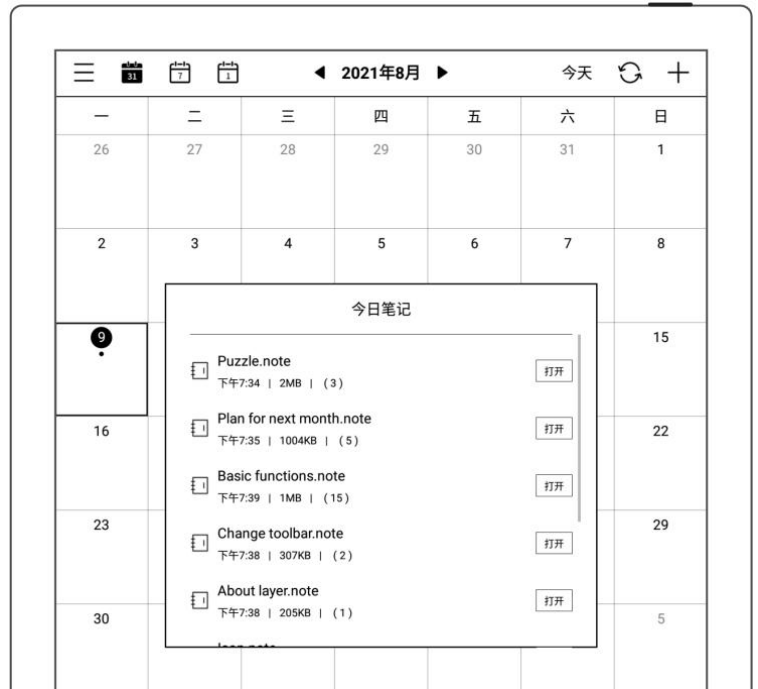 31 7 1 2021年8月 今天
一 二 三 四 五 六 日
26 27 28 29 30 31 1
2 3 4 5 6 7 8
今日笔记
9 15
Puzzle.note 打开
下午7:34 | 2MB | (3)
Plan for next month.note 打开
下午7:35 | 1004KB | (5)
16 22
Basic functions.note 打开
下午7:39 | 1MB | (15)
23 29
Change toolbar.note 打开
下午7:38 | 307KB | (2)
About layer.note 打开
下午7:38 | 205KB | (1)
30 5